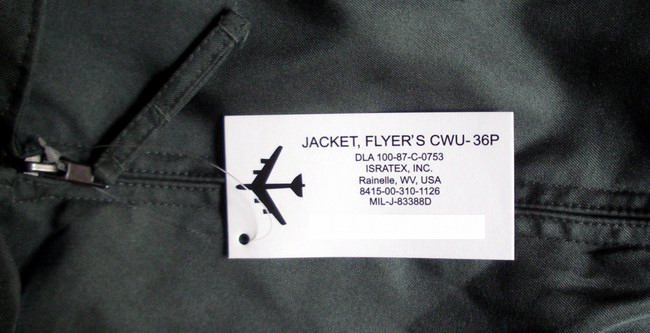 JACKET, FLYER'S CWU-36P
DLA 100-87-C-0753
ISRATEX, INC.
Rainelle, WV, USA
8415-00-310-1126
MIL-J-83388D